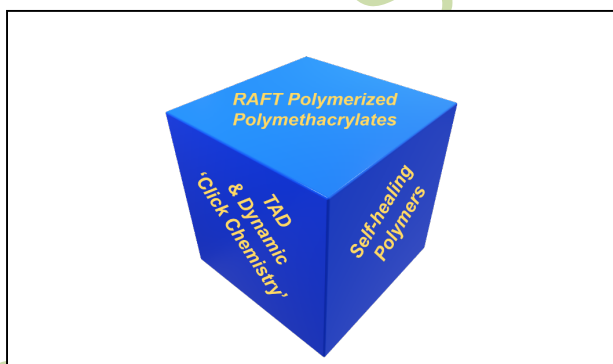 RAFT Polymerized
Polymethacrylates
TAD
& Dynamic
'Click Chemistry'
Self-healing
Polymers